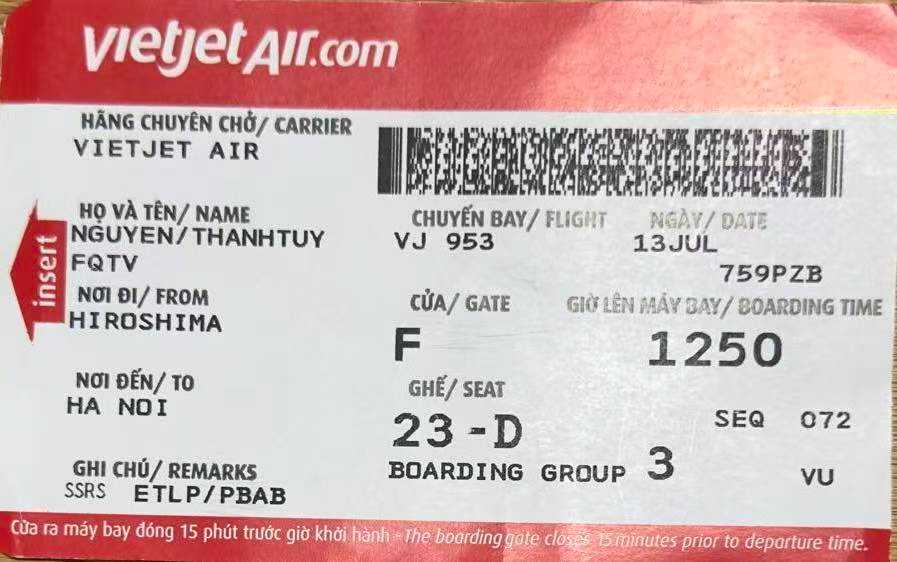 vietjetAir.com
HÃNG CHUYÊN CHỞ/ CARRIER
VIETJET AIR
HỌ VÀ TÊN/ NAME
NGUYEN/THANHTUY
FQTV
CHUYẾN BAY/ FLIGHT
VJ 953
NGÀY/ DATE
13JUL
759PZB
insert
NƠI ĐI/ FROM
HIROSHIMA
CỬA/ GATE
F
GIỜ LÊN MÁY BAY/ BOARDING TIME
1250
NƠI ĐẾN/ TO
HA NOI
GHẾ/ SEAT
23-D
SEQ 072
BOARDING GROUP 3
VU
GHI CHÚ/ REMARKS
SSRS ETLP/PBAB
Cửa ra máy bay đóng 15 phút trước giờ khởi hành - The boarding gate closes 15 minutes prior to departure time.